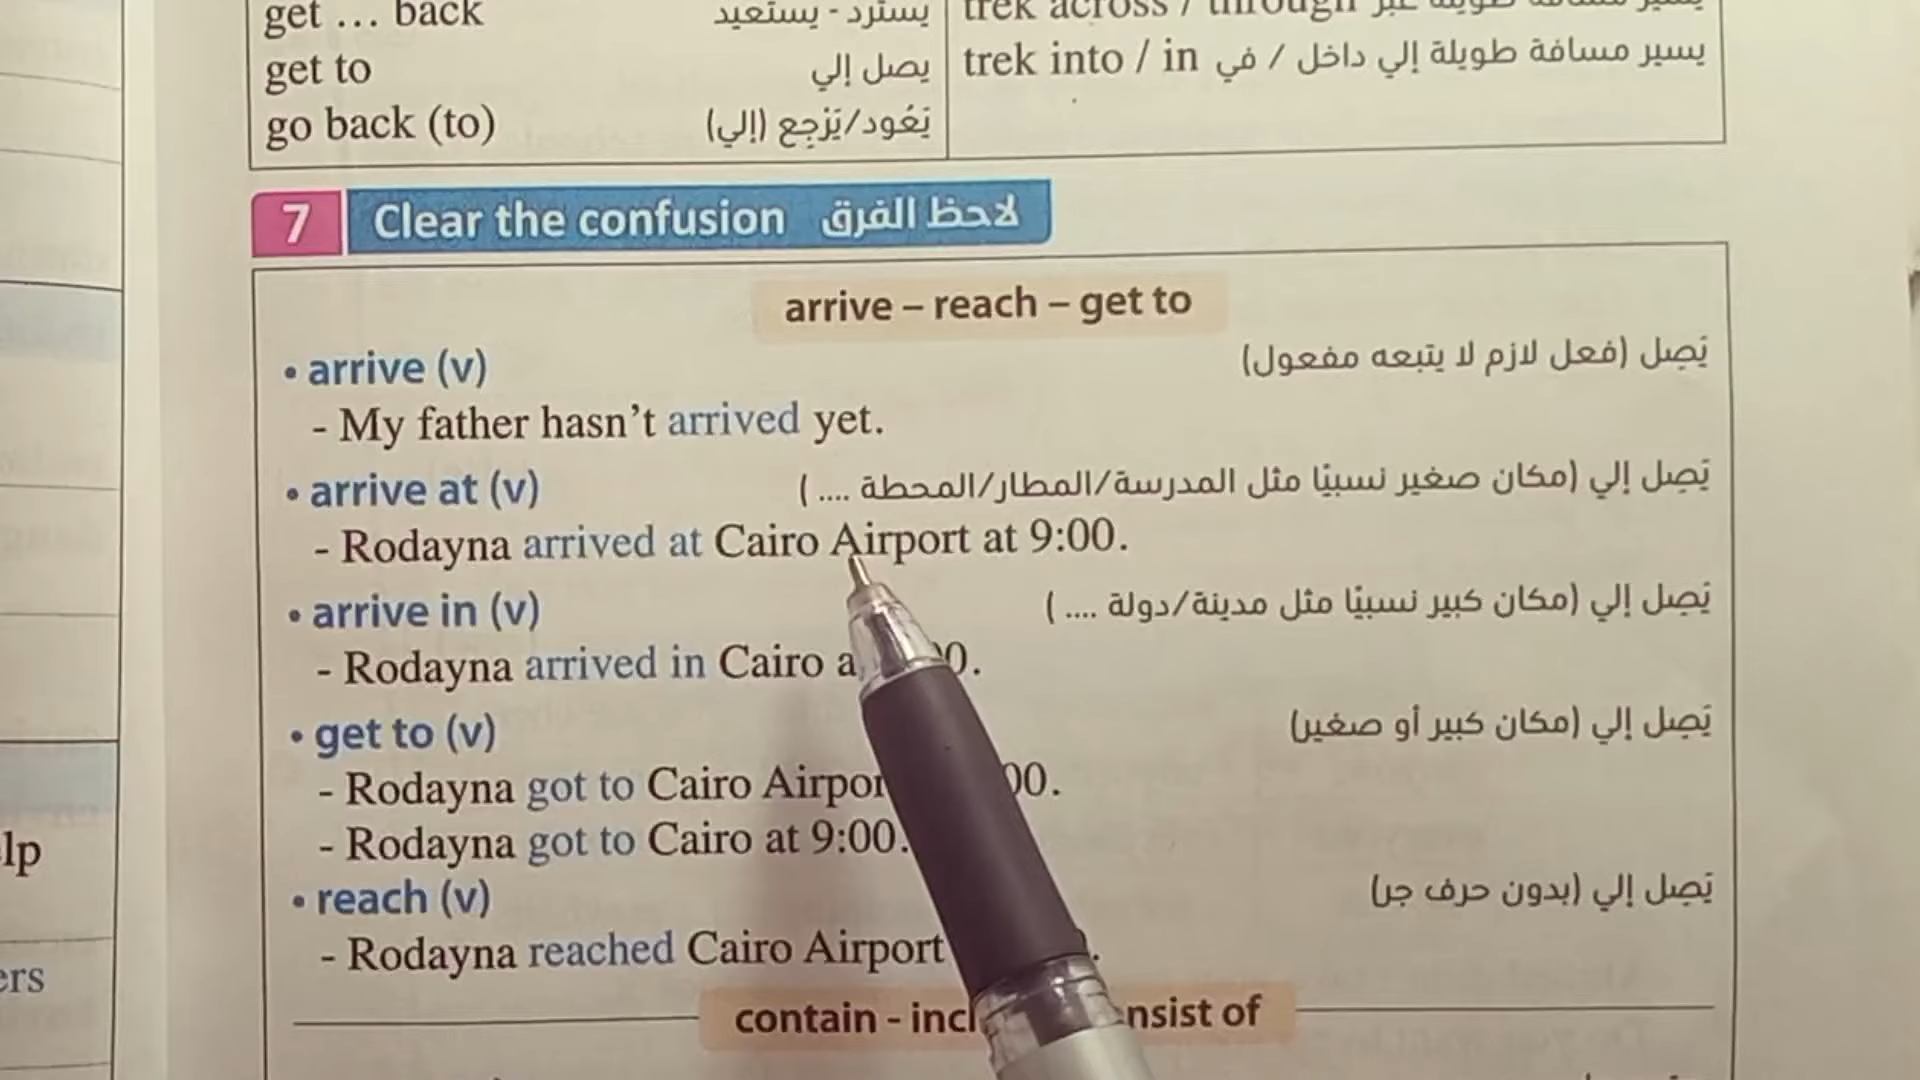 get ... back يسترد - يستعيد
trek across / through
get to يصل إلي
trek into / in يسير مسافة طويلة إلي داخل / في
go back (to) يَعُود/يَرْجِع (إلي)
7 Clear the confusion لاحظ الفرق
arrive – reach – get to
• arrive (v) يَصِل (فعل لازم لا يتبعه مفعول)
- My father hasn't arrived yet.
• arrive at (v) يَصِل إلي (مكان صغير نسبيًا مثل المدرسة/المطار/المحطة .... )
- Rodayna arrived at Cairo Airport at 9:00.
• arrive in (v) يَصِل إلي (مكان كبير نسبيًا مثل مدينة/دولة .... )
- Rodayna arrived in Cairo
• get to (v) يَصِل إلي (مكان كبير أو صغير)
- Rodayna got to Cairo
- Rodayna got to Cairo at 9:00.
• reach (v) يَصِل إلي (بدون حرف جر)
- Rodayna reached Cairo Airport
contain - of